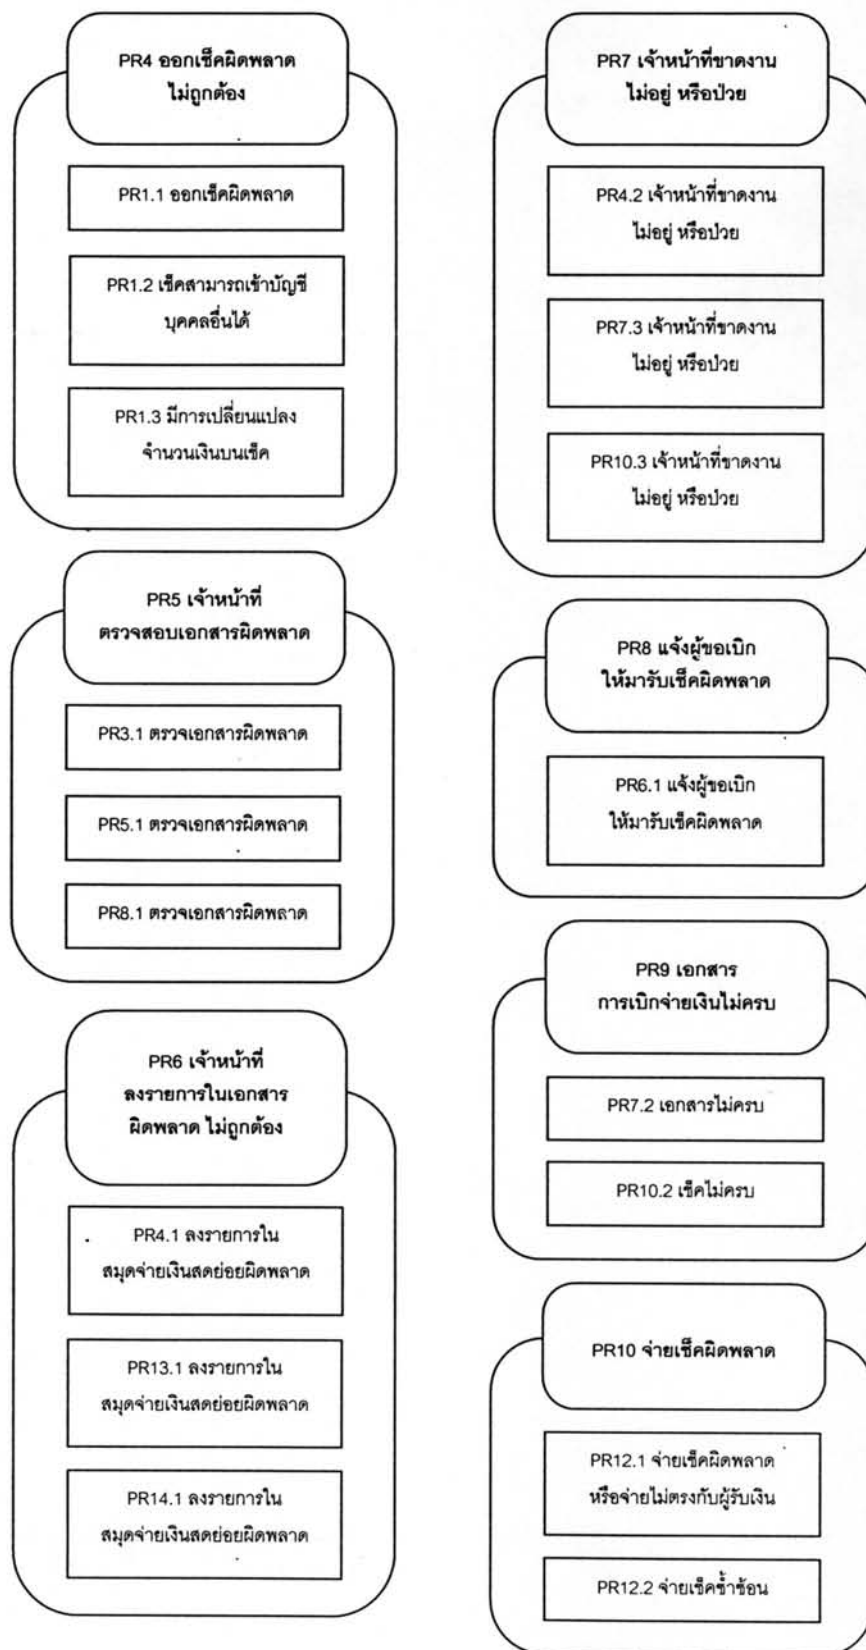 PR4 ออกเช็คผิดพลาด
ไม่ถูกต้อง
PR1.1 ออกเช็คผิดพลาด
PR1.2 เช็คสามารถเข้าบัญชี
บุคคลอื่นได้
PR1.3 มีการเปลี่ยนแปลง
จำนวนเงินบนเช็ค
PR5 เจ้าหน้าที่
ตรวจสอบเอกสารผิดพลาด
PR3.1 ตรวจเอกสารผิดพลาด
PR5.1 ตรวจเอกสารผิดพลาด
PR8.1 ตรวจเอกสารผิดพลาด
PR6 เจ้าหน้าที่
ลงรายการในเอกสาร
ผิดพลาด ไม่ถูกต้อง
PR4.1 ลงรายการใน
สมุดจ่ายเงินสดย่อยผิดพลาด
PR13.1 ลงรายการใน
สมุดจ่ายเงินสดย่อยผิดพลาด
PR14.1 ลงรายการใน
สมุดจ่ายเงินสดย่อยผิดพลาด
PR7 เจ้าหน้าที่ขาดงาน
ไม่อยู่ หรือป่วย
PR4.2 เจ้าหน้าที่ขาดงาน
ไม่อยู่ หรือป่วย
PR7.3 เจ้าหน้าที่ขาดงาน
ไม่อยู่ หรือป่วย
PR10.3 เจ้าหน้าที่ขาดงาน
ไม่อยู่ หรือป่วย
PR8 แจ้งผู้ขอเบิก
ให้มารับเช็คผิดพลาด
PR6.1 แจ้งผู้ขอเบิก
ให้มารับเช็คผิดพลาด
PR9 เอกสาร
การเบิกจ่ายเงินไม่ครบ
PR7.2 เอกสารไม่ครบ
PR10.2 เช็คไม่ครบ
PR10 จ่ายเช็คผิดพลาด
PR12.1 จ่ายเช็คผิดพลาด
หรือจ่ายไม่ตรงกับผู้รับเงิน
PR12.2 จ่ายเช็คซ้ำซ้อน